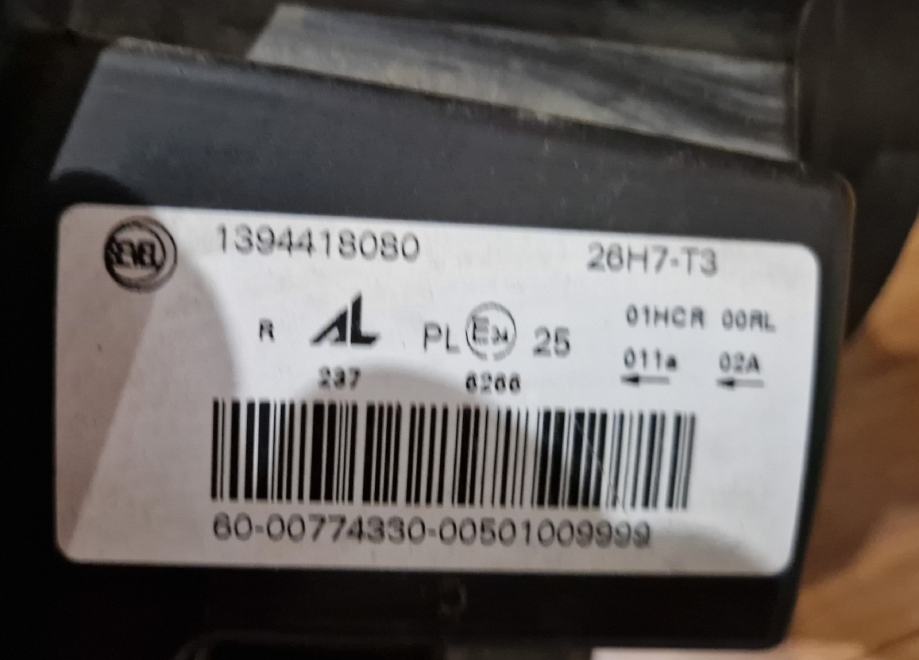 SEVEL 1394418080 26H7-T3
R AL PL E24 25 01HCR 00RL
237 6266 011a 02A
60-00774330-00501009999